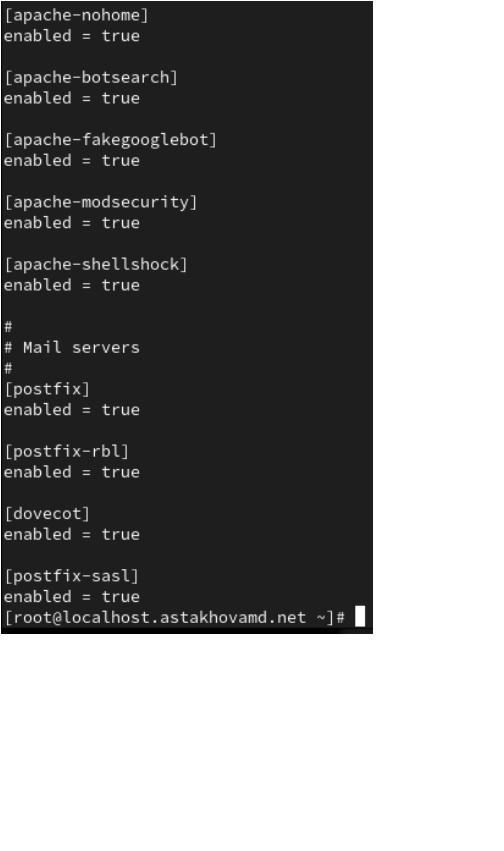 [apache-nohome]
enabled = true
[apache-botsearch]
enabled = true
[apache-fakegooglebot]
enabled = true
[apache-modsecurity]
enabled = true
[apache-shellshock]
enabled = true
#
# Mail servers
#
[postfix]
enabled = true
[postfix-rbl]
enabled = true
[dovecot]
enabled = true
[postfix-sasl]
enabled = true
[root@localhost.astakhovamd.net ~]#